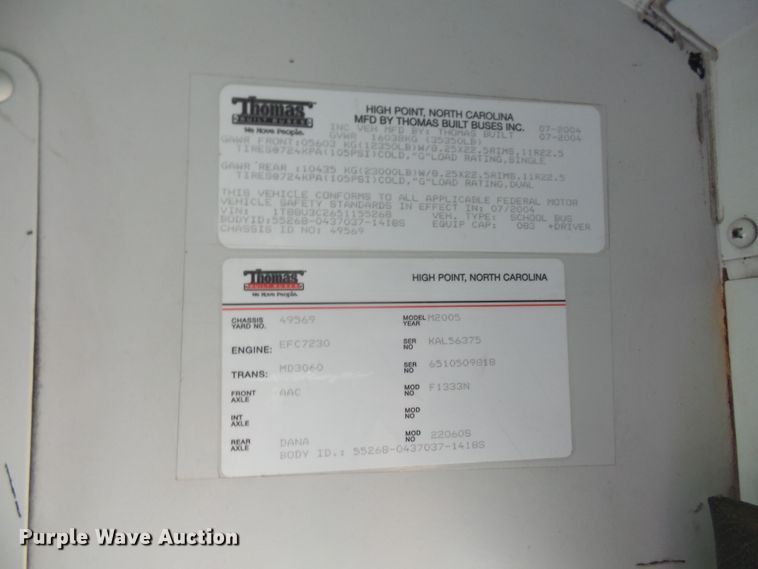 Thomas
BUILT BUSES
We Move People.
HIGH POINT, NORTH CAROLINA
MFD BY THOMAS BUILT BUSES INC.
INC VEH MFD BY: THOMAS BUILT 07-2004
GVWR 16038KG (35350LB) 07-2004
GAWR FRONT:05603 KG(12350LB)W/8.25X22.5RIMS,11R22.5
TIRES@724KPA(105PSI)COLD,"G"LOAD RATING,SINGLE
GAWR REAR :10435 KG(23000LB)W/8.25X22.5RIMS,11R22.5
TIRES@724KPA(105PSI)COLD,"G"LOAD RATING,DUAL
THIS VEHICLE CONFORMS TO ALL APPLICABLE FEDERAL MOTOR
VEHICLE SAFETY STANDARDS IN EFFECT IN: 07/2004
VIN: 1T88U3C2651155268 VEH. TYPE: SCHOOL BUS
BODYID:55268-0437037-1418S EQUIP CAP: 083 +DRIVER
CHASSIS ID NO: 49569
Thomas
BUILT BUSES
We Move People.
HIGH POINT, NORTH CAROLINA
CHASSIS YARD NO. 49569 MODEL YEAR M2005
ENGINE: EFC7230 SER NO KAL56375
TRANS: MD3060 SER NO 6510509818
FRONT AXLE AAC MOD NO F1333N
INT AXLE MOD NO
REAR AXLE DANA MOD NO 22060S
BODY ID.: 55268-0437037-1418S
Purple Wave Auction